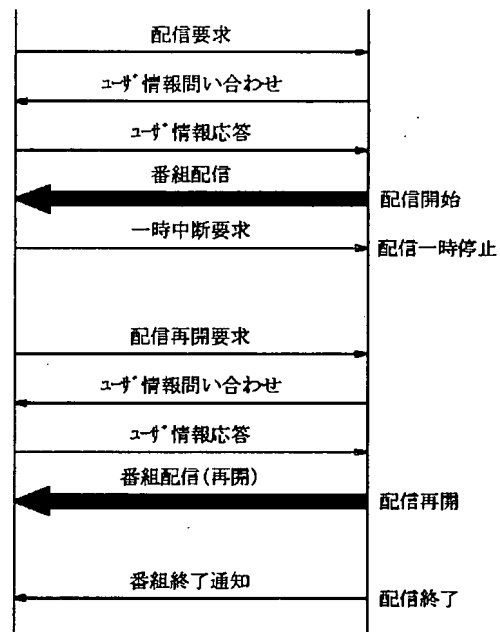 配信要求
ユーザ情報問い合わせ
ユーザ情報応答
番組配信
配信開始
一時中断要求
配信一時停止
配信再開要求
ユーザ情報問い合わせ
ユーザ情報応答
番組配信(再開)
配信再開
番組終了通知
配信終了